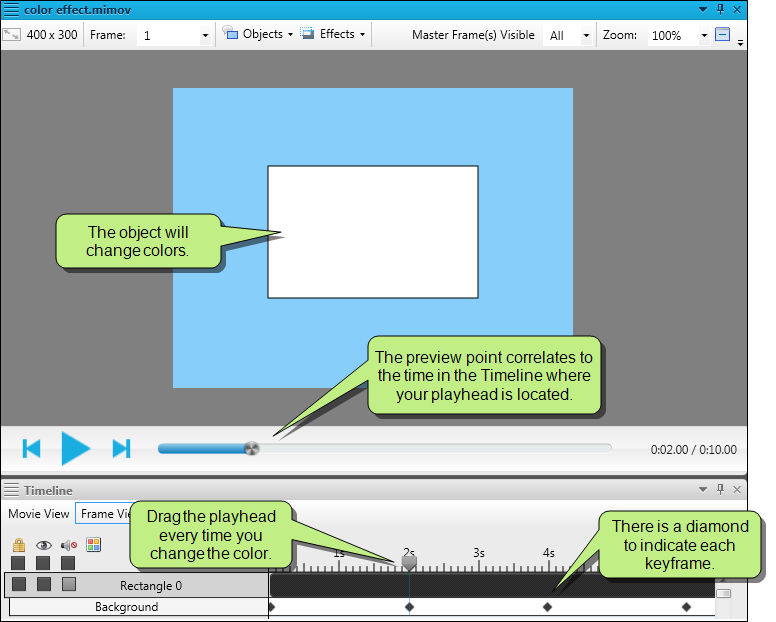 color effect.mimov
400 x 300 Frame: 1 Objects Effects Master Frame(s) Visible All Zoom: 100%
The object will
change colors.
The preview point correlates to
the time in the Timeline where
your playhead is located.
0:02.00 / 0:10.00
Timeline
Movie View Frame Vi
Drag the playhead
every time you
change the color.
There is a diamond
to indicate each
keyframe.
1s 2s 3s 4s
Rectangle 0
Background